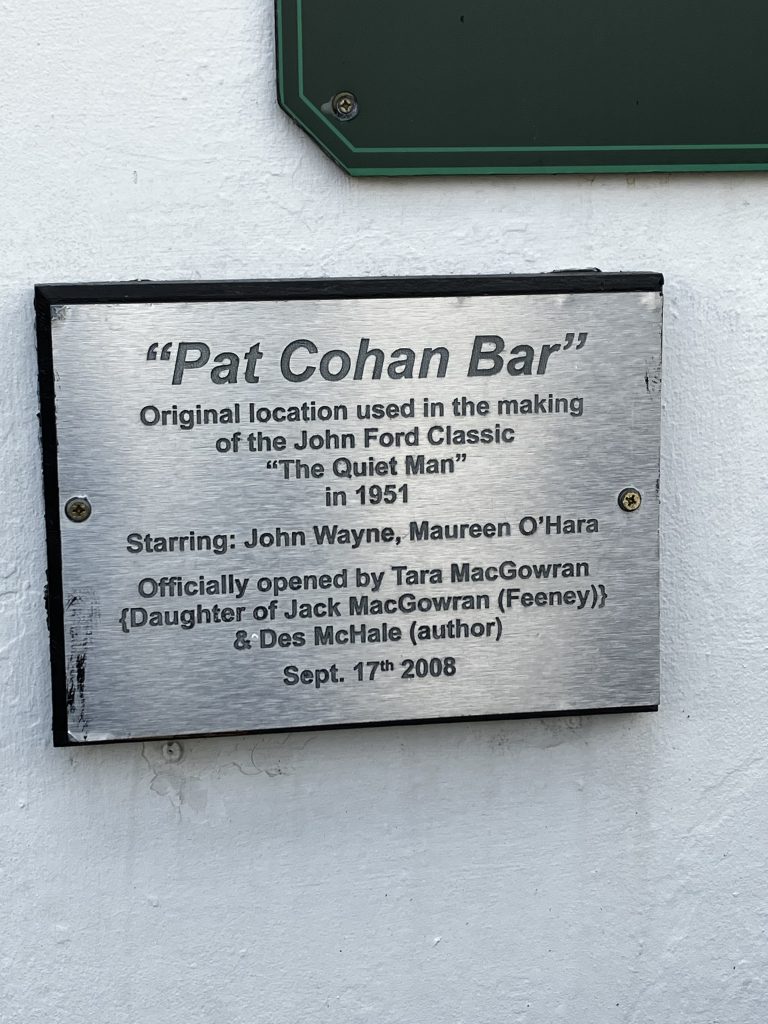 “Pat Cohan Bar”
Original location used in the making
of the John Ford Classic
“The Quiet Man”
in 1951
Starring: John Wayne, Maureen O’Hara
Officially opened by Tara MacGowran
{Daughter of Jack MacGowran (Feeney)}
& Des McHale (author)
Sept. 17th 2008